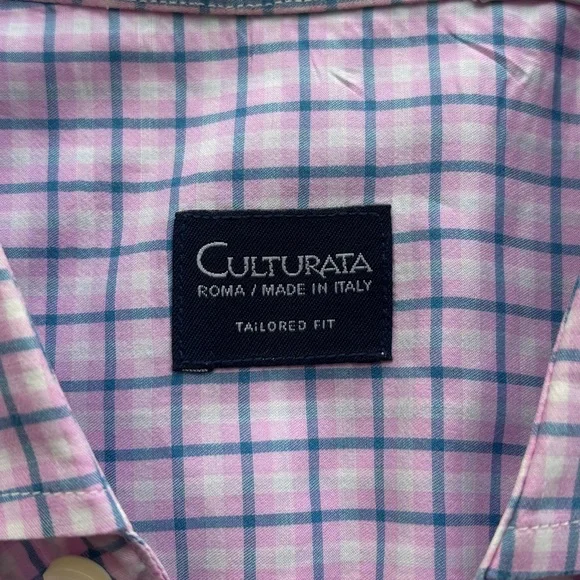 CULTURATA
ROMA / MADE IN ITALY
TAILORED FIT